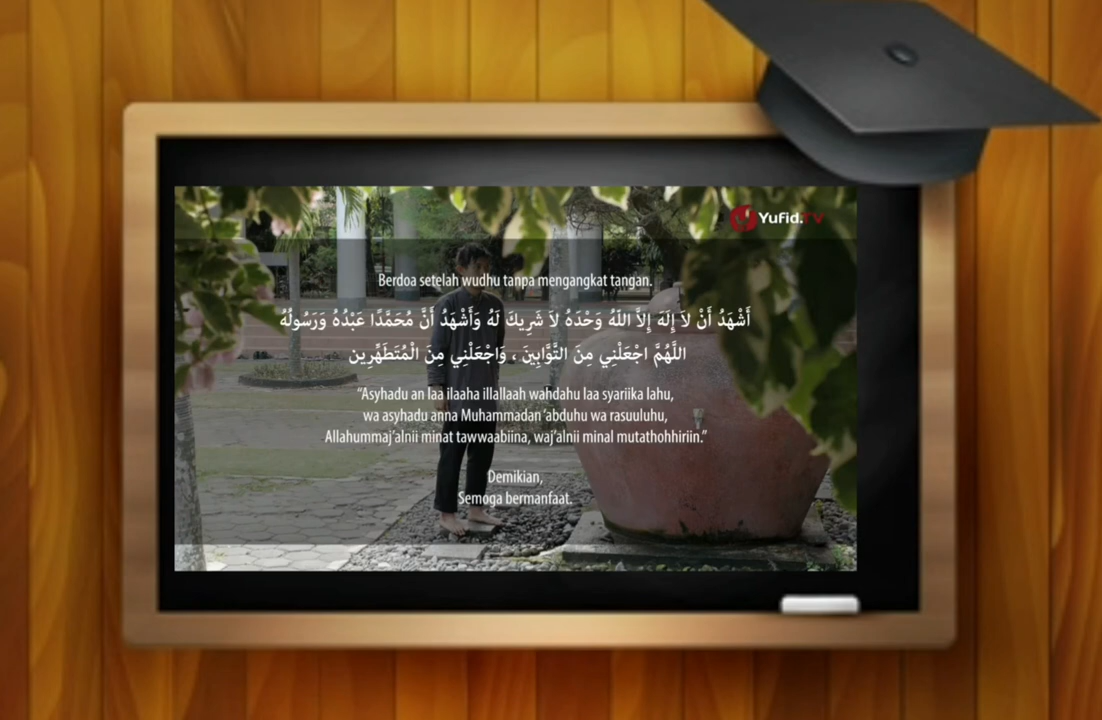 Yufid.TV
Berdoa setelah wudhu tanpa mengangkat tangan.
أَشْهَدُ أَنْ لاَ إِلَهَ إِلاَّ اللَّهُ وَحْدَهُ لاَ شَرِيكَ لَهُ وَأَشْهَدُ أَنَّ مُحَمَّدًا عَبْدُهُ وَرَسُولُهُ
اللَّهُمَّ اجْعَلْنِي مِنَ التَّوَّابِينَ ، وَاجْعَلْنِي مِنَ الْمُتَطَهِّرِين
“Asyhadu an laa ilaaha illallaah wahdahu laa syariika lahu,
wa asyhadu anna Muhammadan ‘abduhu wa rasuuluhu,
Allahummaj’alnii minat tawwaabiina, waj’alnii minal mutathohhiriin.”
Demikian,
Semoga bermanfaat.